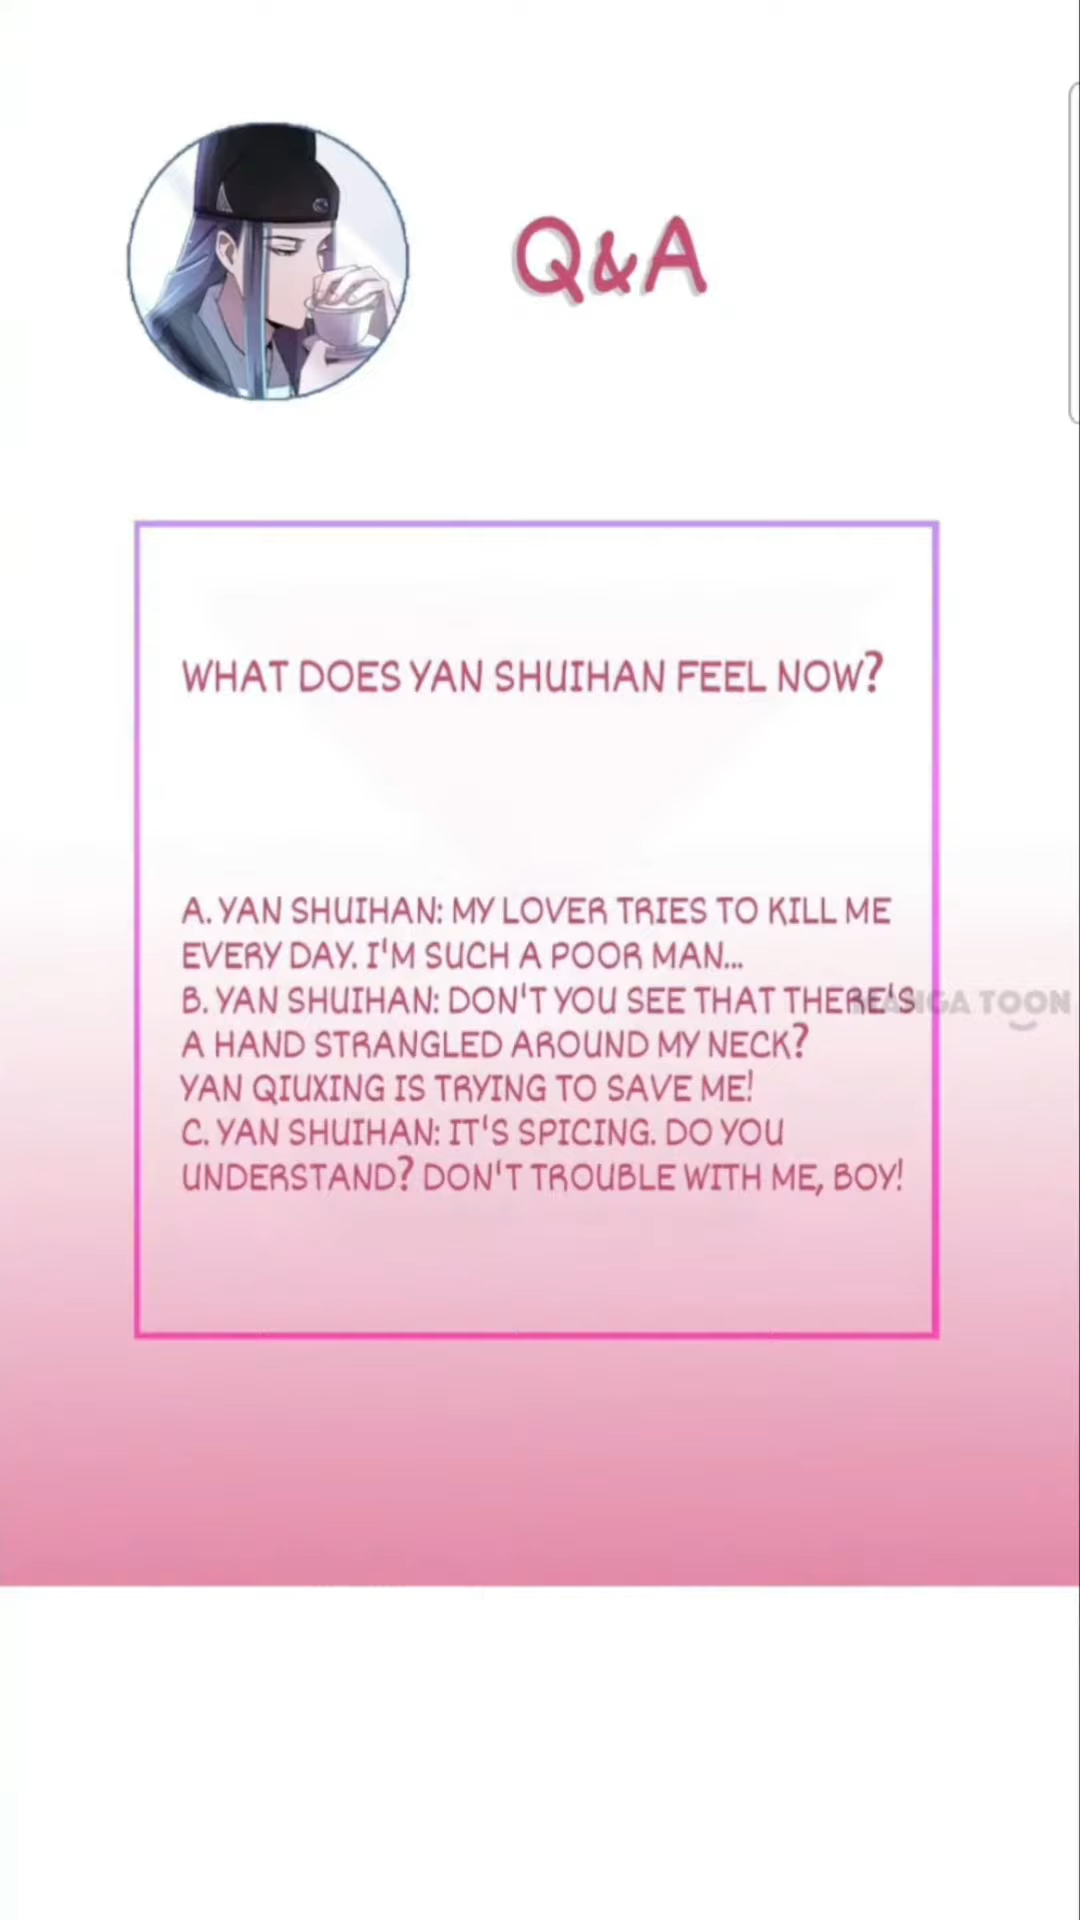 Q&A
WHAT DOES YAN SHUIHAN FEEL NOW?
A. YAN SHUIHAN: MY LOVER TRIES TO KILL ME
EVERY DAY. I'M SUCH A POOR MAN...
B. YAN SHUIHAN: DON'T YOU SEE THAT THERE'S
MANGA TOON
A HAND STRANGLED AROUND MY NECK?
YAN QIUXING IS TRYING TO SAVE ME!
C. YAN SHUIHAN: IT'S SPICING. DO YOU
UNDERSTAND? DON'T TROUBLE WITH ME, BOY!